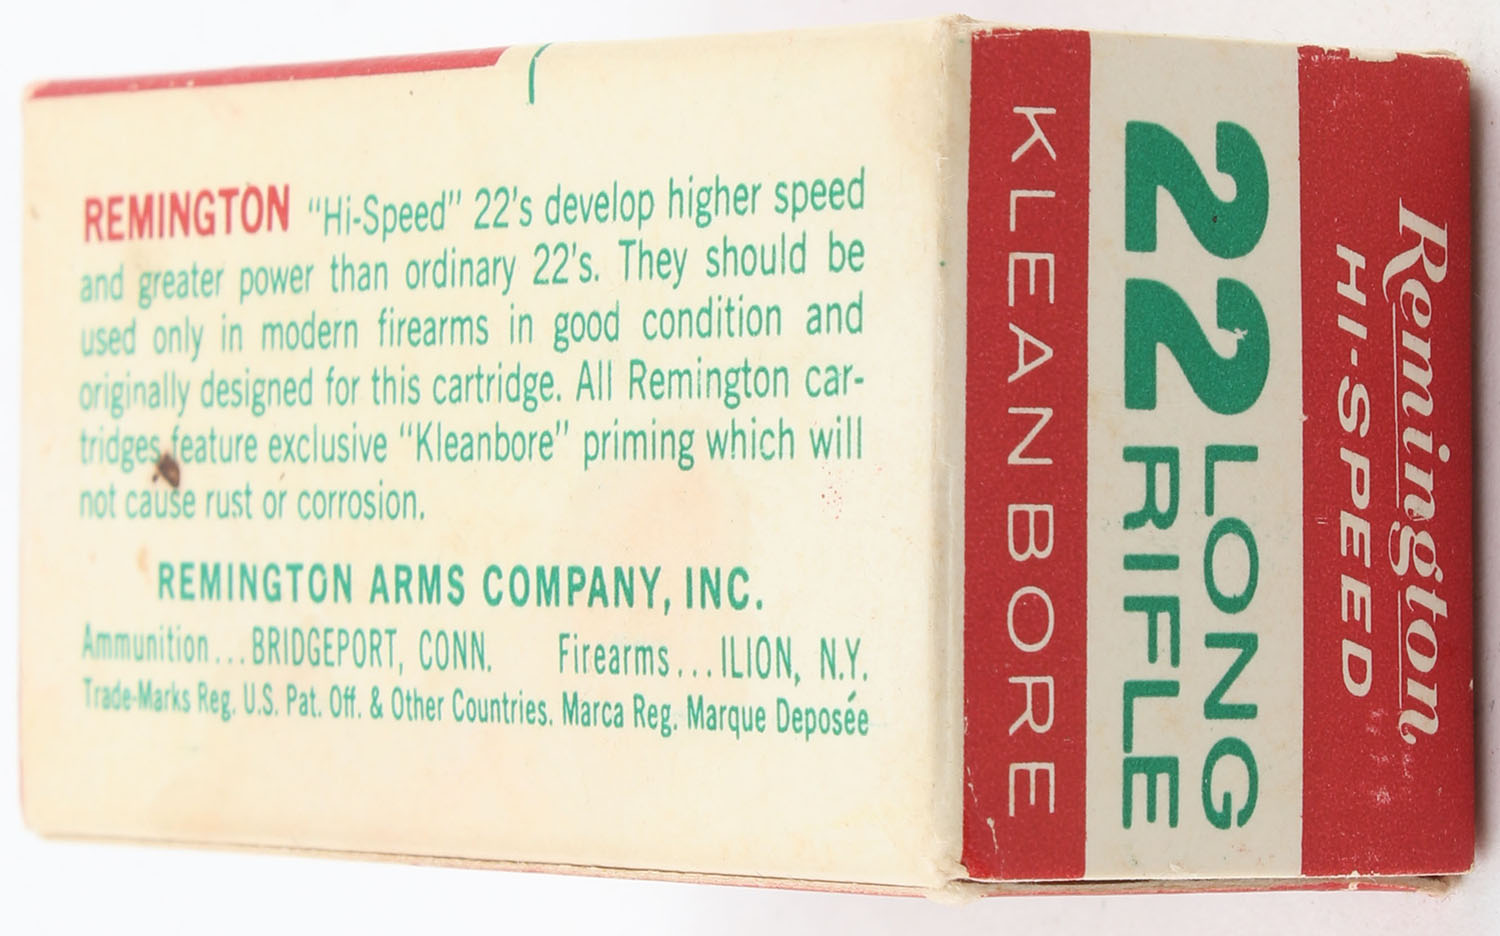 REMINGTON "Hi-Speed" 22's develop higher speed
and greater power than ordinary 22's. They should be
used only in modern firearms in good condition and
originally designed for this cartridge. All Remington car-
tridges feature exclusive "Kleanbore" priming which will
not cause rust or corrosion.
REMINGTON ARMS COMPANY, INC.
Ammunition...BRIDGEPORT, CONN. Firearms...ILION, N.Y.
Trade-Marks Reg. U.S. Pat. Off. & Other Countries. Marca Reg. Marque Deposée
Remington
HI-SPEED
22 LONG
RIFLE
KLEANBORE